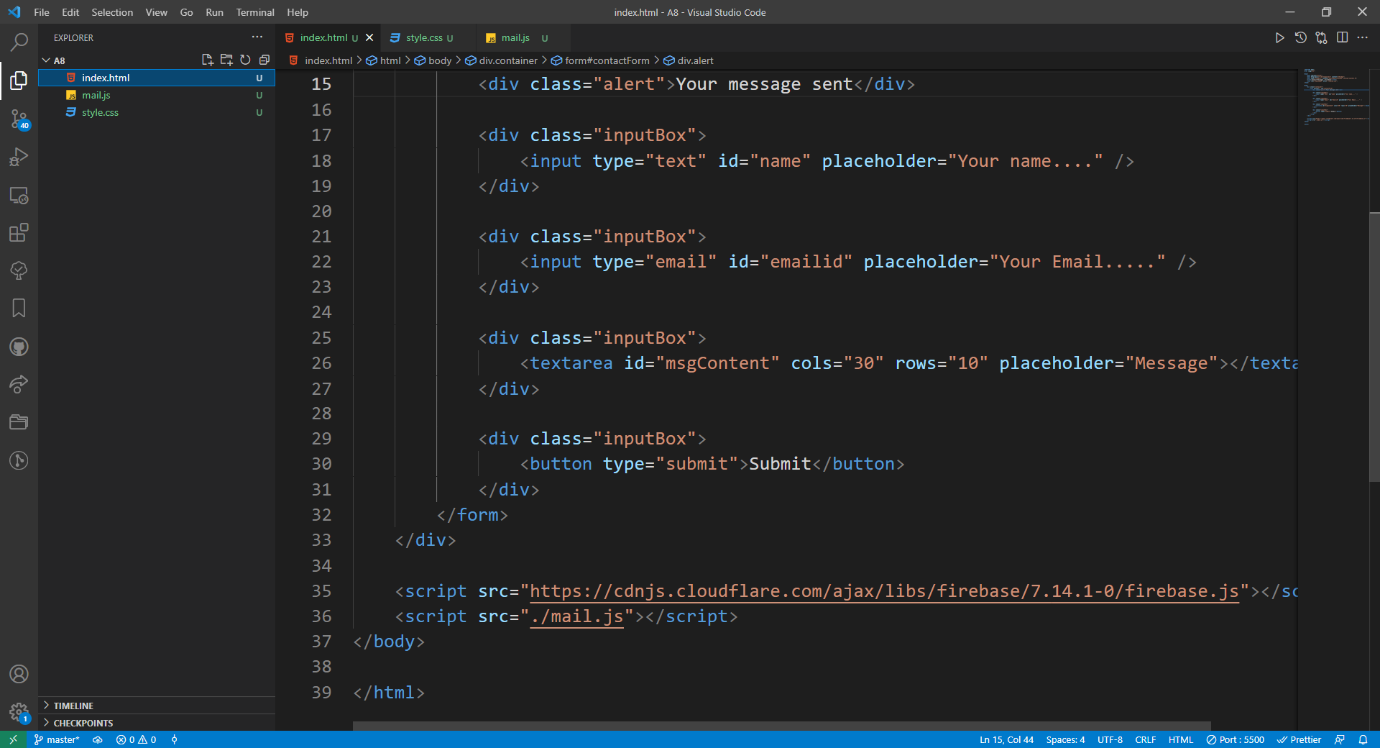 File Edit Selection View Go Run Terminal Help
index.html - A8 - Visual Studio Code
EXPLORER
A8
index.html U
mail.js U
style.css U
40
1
TIMELINE
CHECKPOINTS
index.html U style.css U mail.js U
index.html > html > body > div.container > form#contactForm > div.alert
15 <div class="alert">Your message sent</div>
16
17 <div class="inputBox">
18 <input type="text" id="name" placeholder="Your name...." />
19 </div>
20
21 <div class="inputBox">
22 <input type="email" id="emailid" placeholder="Your Email....." />
23 </div>
24
25 <div class="inputBox">
26 <textarea id="msgContent" cols="30" rows="10" placeholder="Message"></texta
27 </div>
28
29 <div class="inputBox">
30 <button type="submit">Submit</button>
31 </div>
32 </form>
33 </div>
34
35 <script src="https://cdnjs.cloudflare.com/ajax/libs/firebase/7.14.1-0/firebase.js"></sc
36 <script src="./mail.js"></script>
37 </body>
38
39 </html>
master* 0 0
Ln 15, Col 44 Spaces: 4 UTF-8 CRLF HTML Port : 5500 Prettier